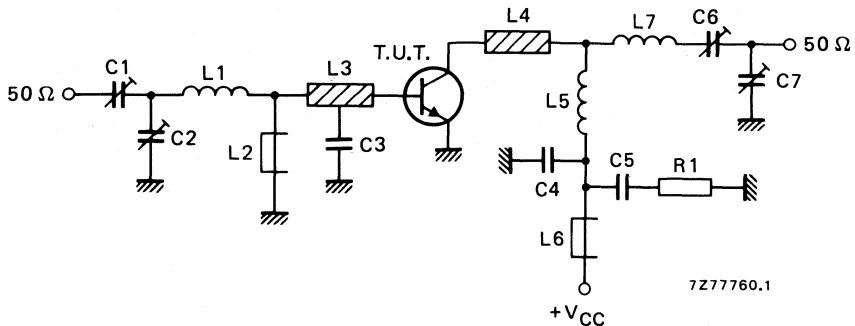 L4
L7
C6
50 Ω
T.U.T.
C1
L1
L3
50 Ω
C7
L5
C2
L2
C3
C4
C5
R1
L6
7Z77760.1
+VCC